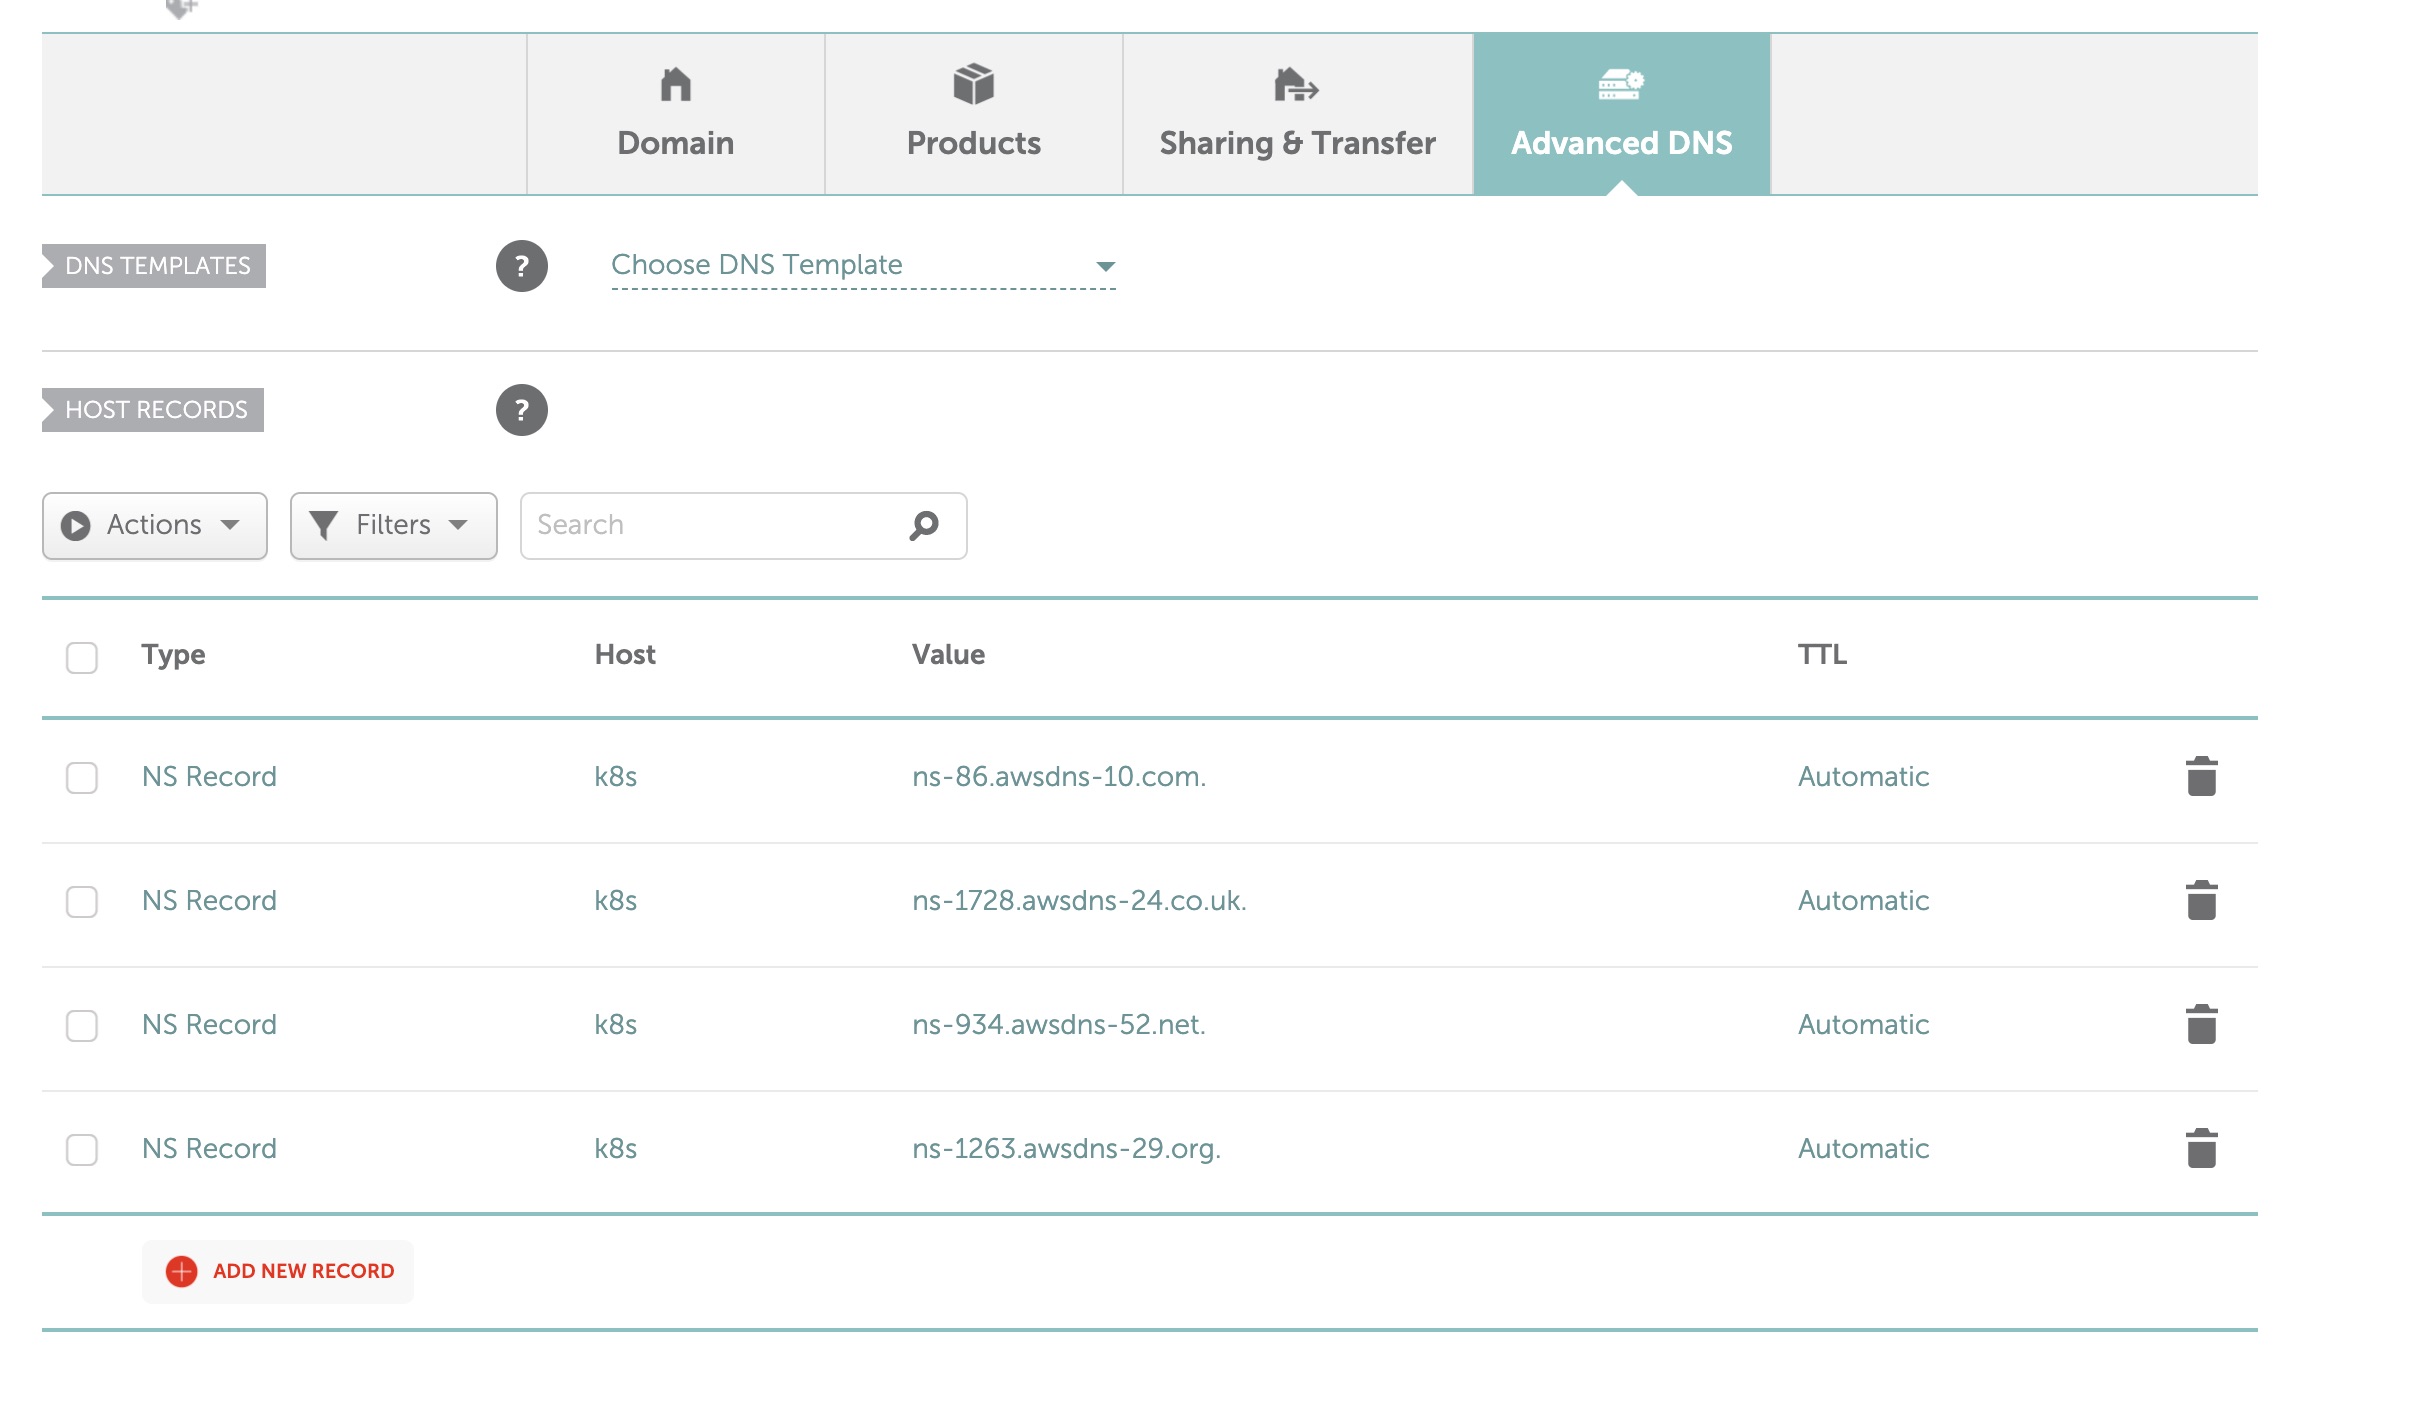 Domain Products Sharing & Transfer Advanced DNS
DNS TEMPLATES ? Choose DNS Template
HOST RECORDS ?
Actions Filters Search
Type Host Value TTL
NS Record k8s ns-86.awsdns-10.com. Automatic
NS Record k8s ns-1728.awsdns-24.co.uk. Automatic
NS Record k8s ns-934.awsdns-52.net. Automatic
NS Record k8s ns-1263.awsdns-29.org. Automatic
ADD NEW RECORD